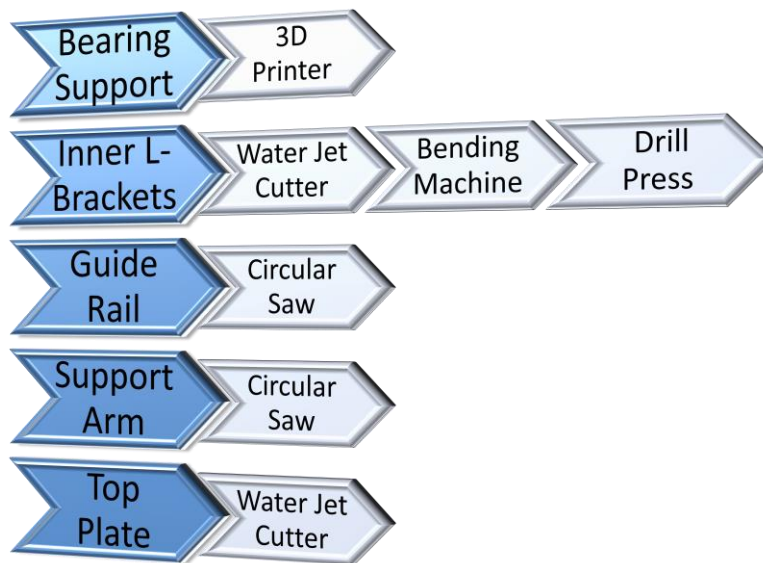 Bearing
Support
3D
Printer
Inner L-
Brackets
Water Jet
Cutter
Bending
Machine
Drill
Press
Guide
Rail
Circular
Saw
Support
Arm
Circular
Saw
Top
Plate
Water Jet
Cutter